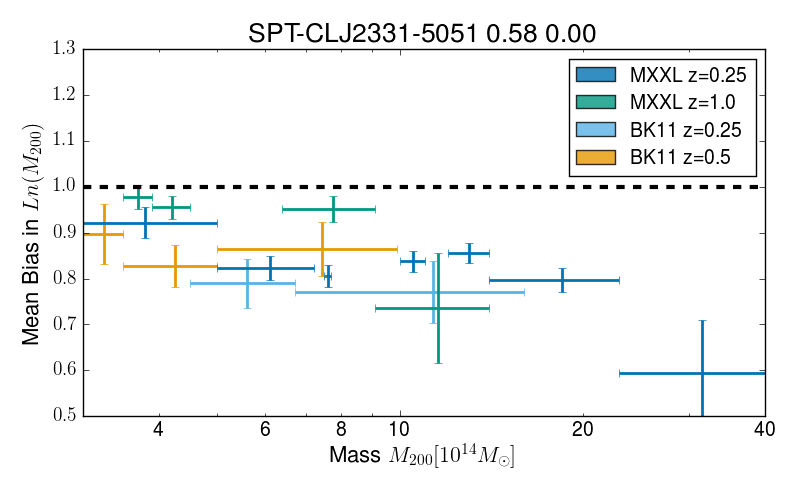 SPT-CLJ2331-5051 0.58 0.00
1.3
1.2
1.1
1.0
0.9
0.8
0.7
0.6
0.5
Mean Bias in Ln(M₂₀₀)
MXXL z=0.25
MXXL z=1.0
BK11 z=0.25
BK11 z=0.5
4 6 8 10 20 40
Mass M₂₀₀[10¹⁴M☉]